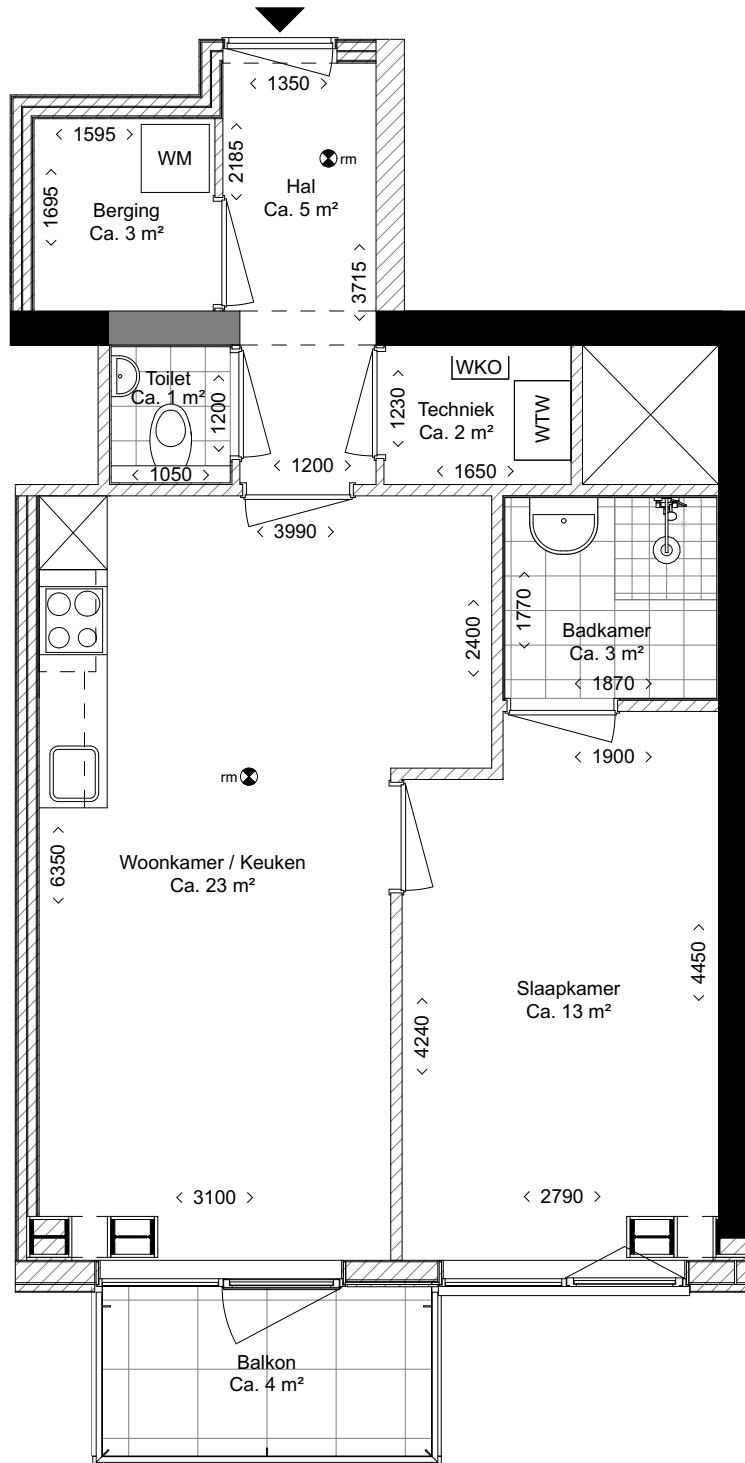 1350
1595
WM
2185
rm
1695
Hal
Ca. 5 m²
Berging
Ca. 3 m²
3715
WKO
Toilet
Ca. 1 m²
1200
1230
Techniek
Ca. 2 m²
WTW
1050
1200
1650
3990
1770
2400
Badkamer
Ca. 3 m²
1870
1900
rm
6350
Woonkamer / Keuken
Ca. 23 m²
4450
Slaapkamer
Ca. 13 m²
4240
3100
2790
Balkon
Ca. 4 m²